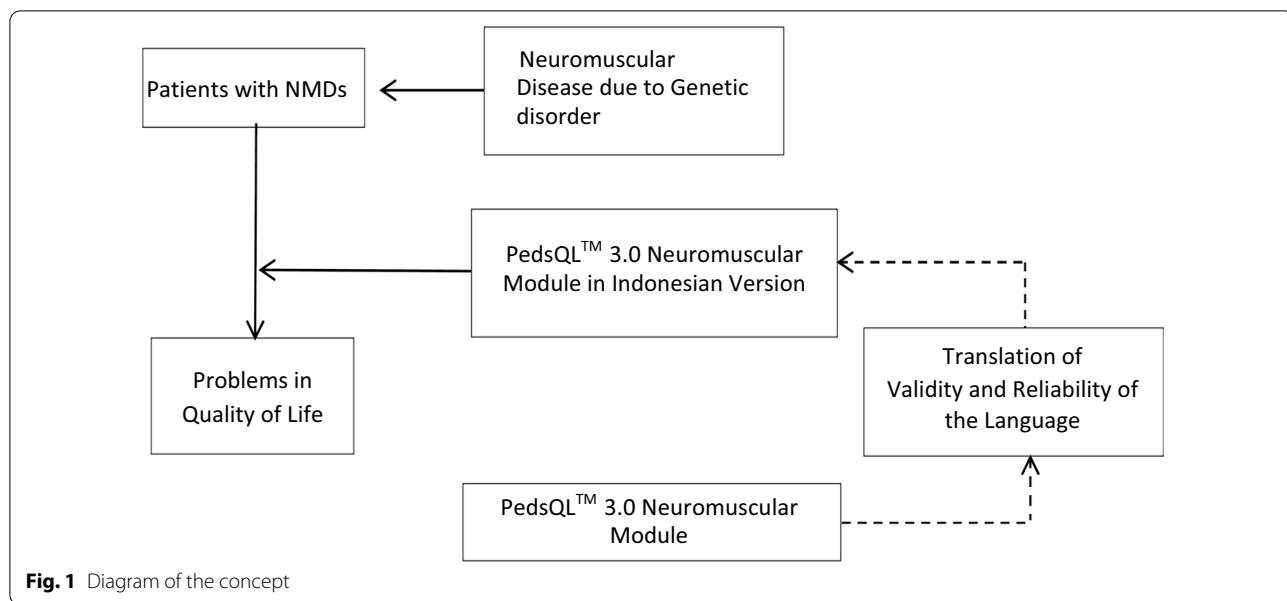 Neuromuscular
Disease due to Genetic
disorder
Patients with NMDs
PedsQL™ 3.0 Neuromuscular
Module in Indonesian Version
Problems in
Quality of Life
Translation of
Validity and Reliability of
the Language
PedsQL™ 3.0 Neuromuscular
Module
Fig. 1 Diagram of the concept